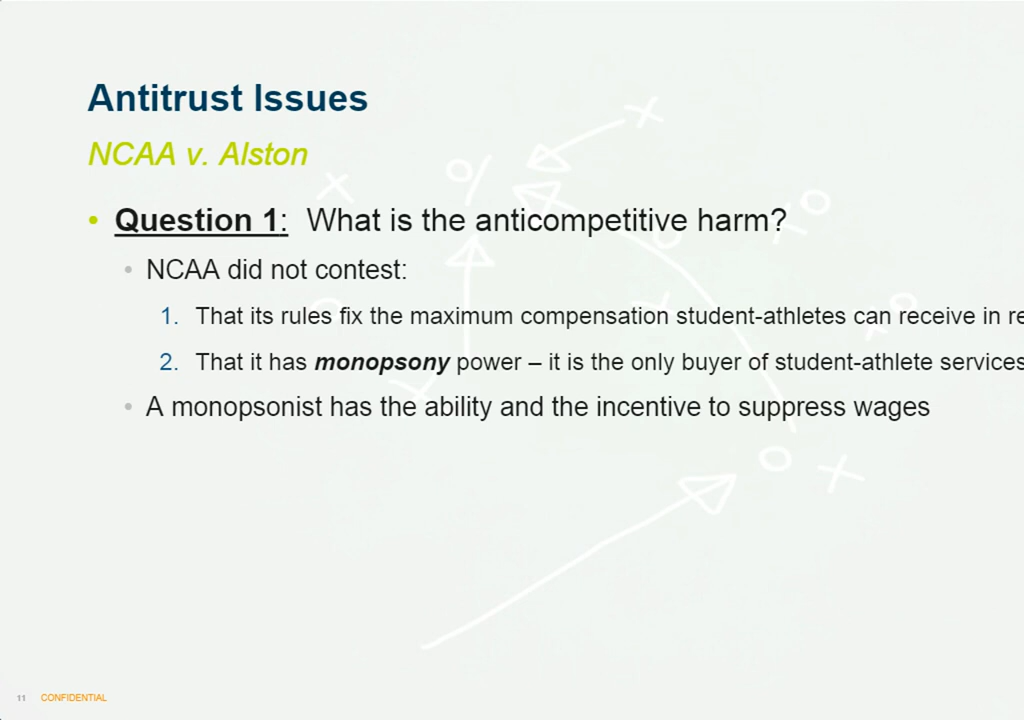 Antitrust Issues
NCAA v. Alston
• Question 1: What is the anticompetitive harm?
• NCAA did not contest:
1. That its rules fix the maximum compensation student-athletes can receive in
2. That it has monopsony power – it is the only buyer of student-athlete services
• A monopsonist has the ability and the incentive to suppress wages
11 CONFIDENTIAL